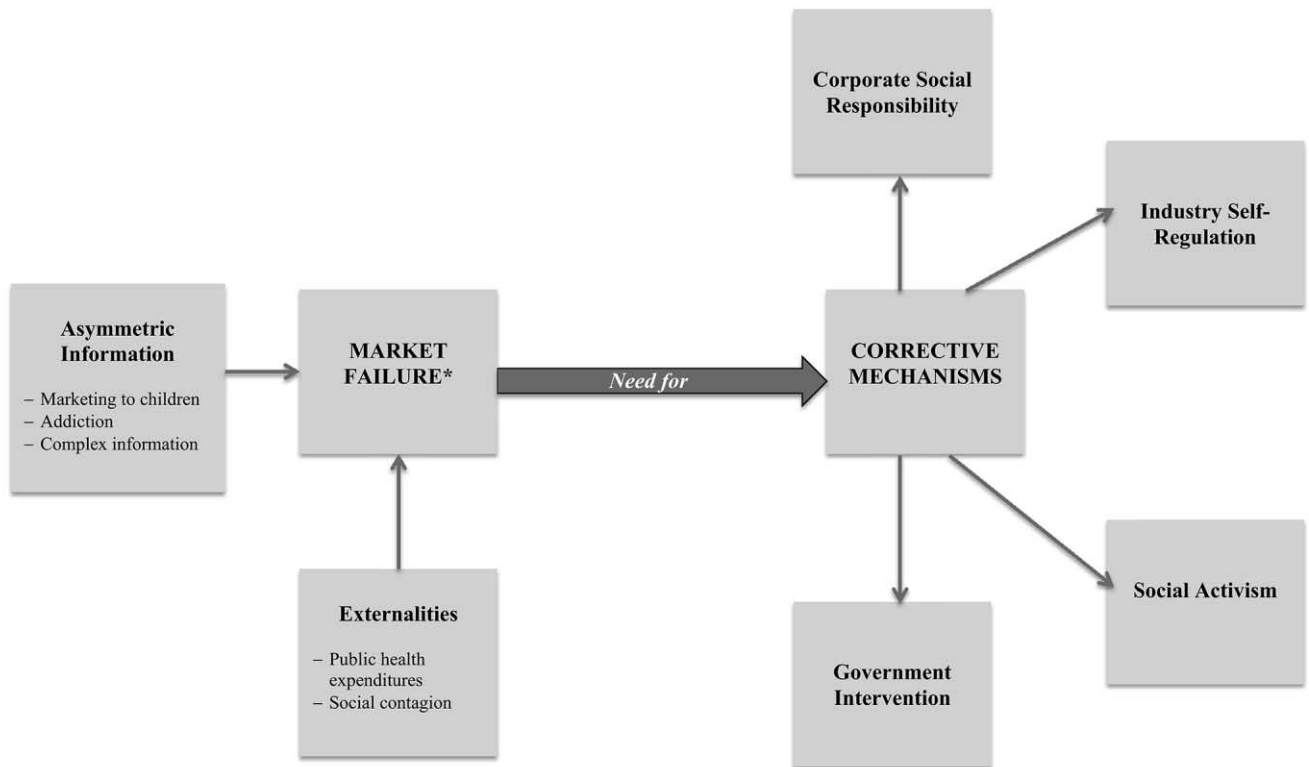 Corporate Social
Responsibility
Industry Self-
Regulation
Asymmetric
Information
– Marketing to children
– Addiction
– Complex information
MARKET
FAILURE*
Need for
CORRECTIVE
MECHANISMS
Externalities
– Public health
expenditures
– Social contagion
Government
Intervention
Social Activism